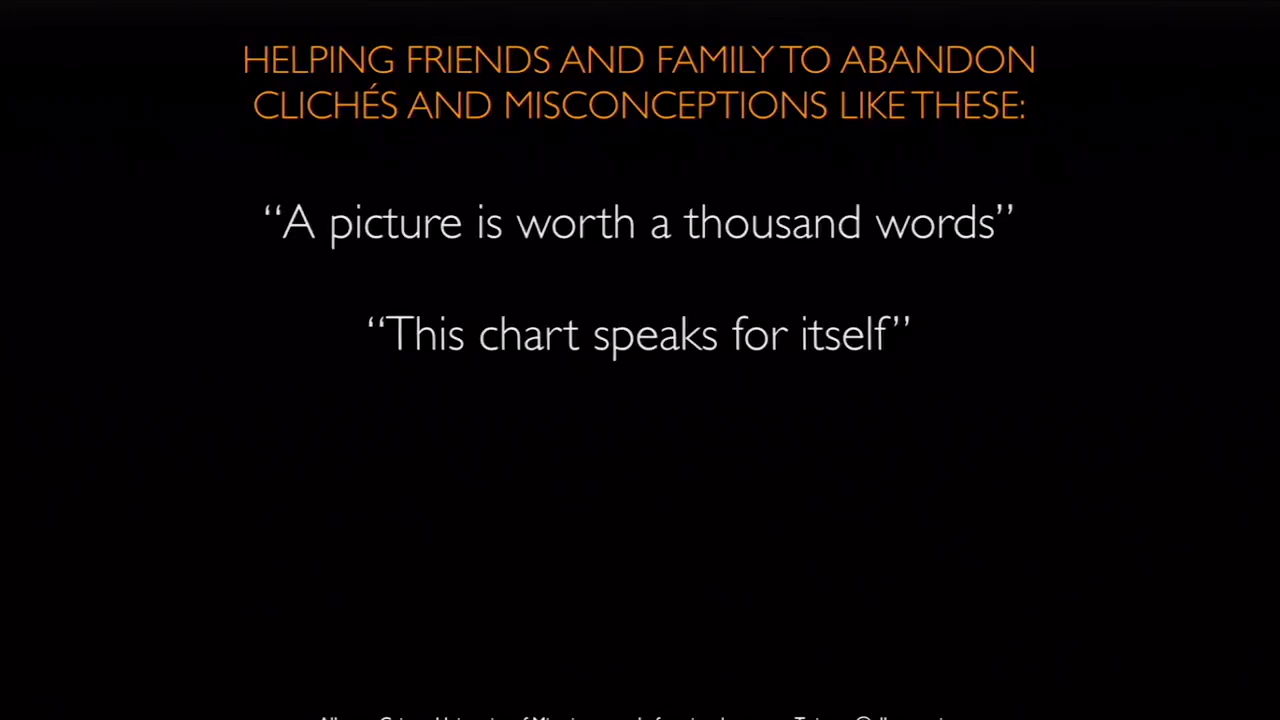 HELPING FRIENDS AND FAMILY TO ABANDON
CLICHÉS AND MISCONCEPTIONS LIKE THESE:
“A picture is worth a thousand words”
“This chart speaks for itself”